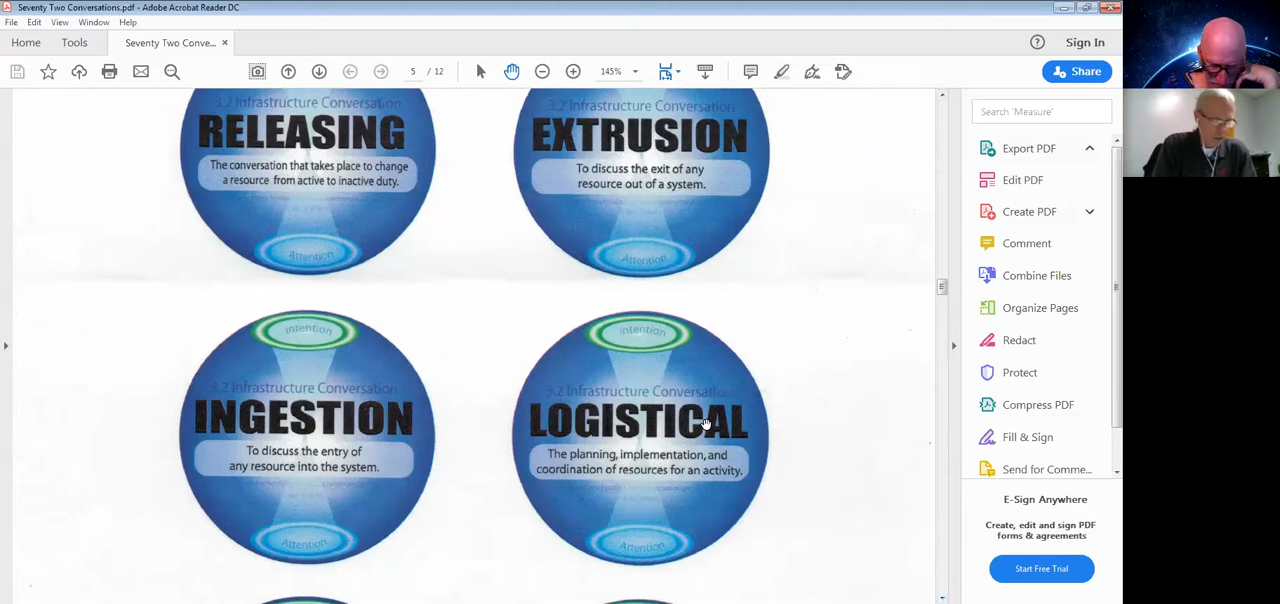 Seventy Two Conversations.pdf - Adobe Acrobat Reader DC
File Edit View Window Help
Home Tools Seventy Two Conve... × Sign In
5 / 12 145% Share
3.2 Infrastructure Conversation
RELEASING
The conversation that takes place to change
a resource from active to inactive duty.
Attention
3.2 Infrastructure Conversation
EXTRUSION
To discuss the exit of any
resource out of a system.
Attention
Intention
3.2 Infrastructure Conversation
INGESTION
To discuss the entry of
any resource into the system.
Attention
Intention
3.2 Infrastructure Conversation
LOGISTICAL
The planning, implementation, and
coordination of resources for an activity.
Attention
Search 'Measure'
Export PDF
Edit PDF
Create PDF
Comment
Combine Files
Organize Pages
Redact
Protect
Compress PDF
Fill & Sign
Send for Comme...
E-Sign Anywhere
Create, edit and sign PDF
forms & agreements
Start Free Trial